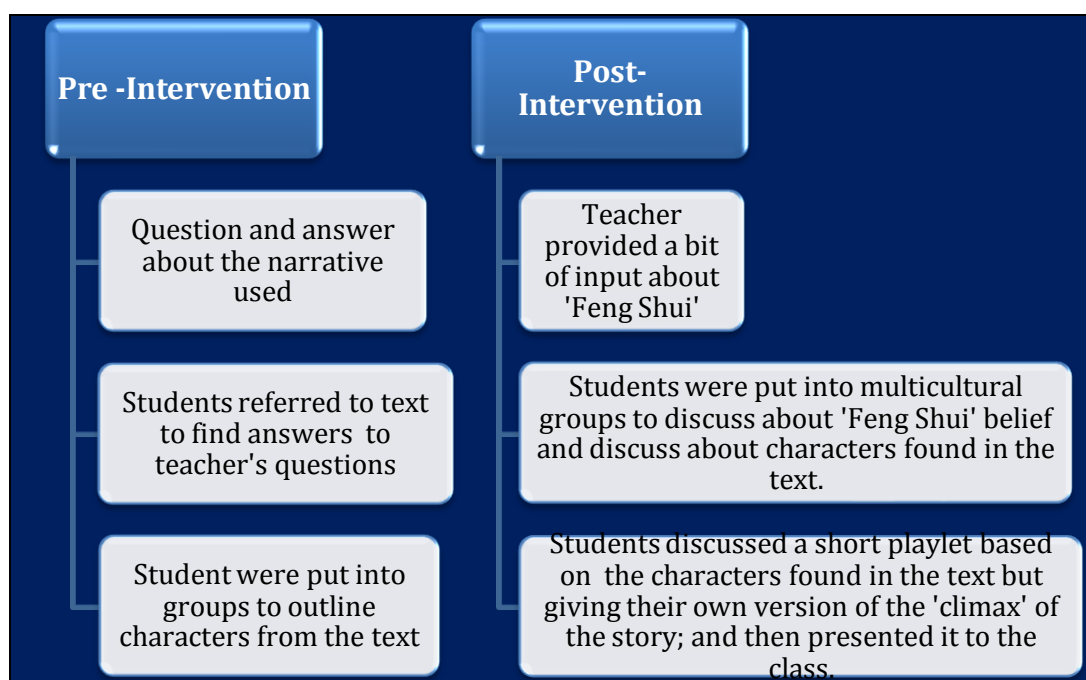 Pre -Intervention
Question and answer
about the narrative
used
Students referred to text
to find answers to
teacher's questions
Student were put into
groups to outline
characters from the text
Post-
Intervention
Teacher
provided a bit
of input about
'Feng Shui'
Students were put into multicultural
groups to discuss about 'Feng Shui' belief
and discuss about characters found in the
text.
Students discussed a short playlet based
on the characters found in the text but
giving their own version of the 'climax' of
the story; and then presented it to the
class.